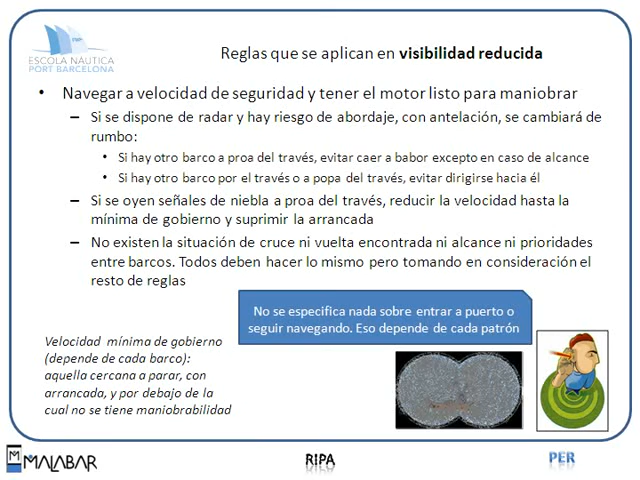 ESCOLA NÀUTICA
PORT BARCELONA
Reglas que se aplican en visibilidad reducida
• Navegar a velocidad de seguridad y tener el motor listo para maniobrar
– Si se dispone de radar y hay riesgo de abordaje, con antelación, se cambiará de
rumbo:
• Si hay otro barco a proa del través, evitar caer a babor excepto en caso de alcance
• Si hay otro barco por el través o a popa del través, evitar dirigirse hacia él
– Si se oyen señales de niebla a proa del través, reducir la velocidad hasta la
mínima de gobierno y suprimir la arrancada
– No existen la situación de cruce ni vuelta encontrada ni alcance ni prioridades
entre barcos. Todos deben hacer lo mismo pero tomando en consideración el
resto de reglas
No se especifica nada sobre entrar a puerto o
seguir navegando. Eso depende de cada patrón
Velocidad mínima de gobierno
(depende de cada barco):
aquella cercana a parar, con
arrancada, y por debajo de la
cual no se tiene maniobrabilidad
MALABAR
RIPA
PER